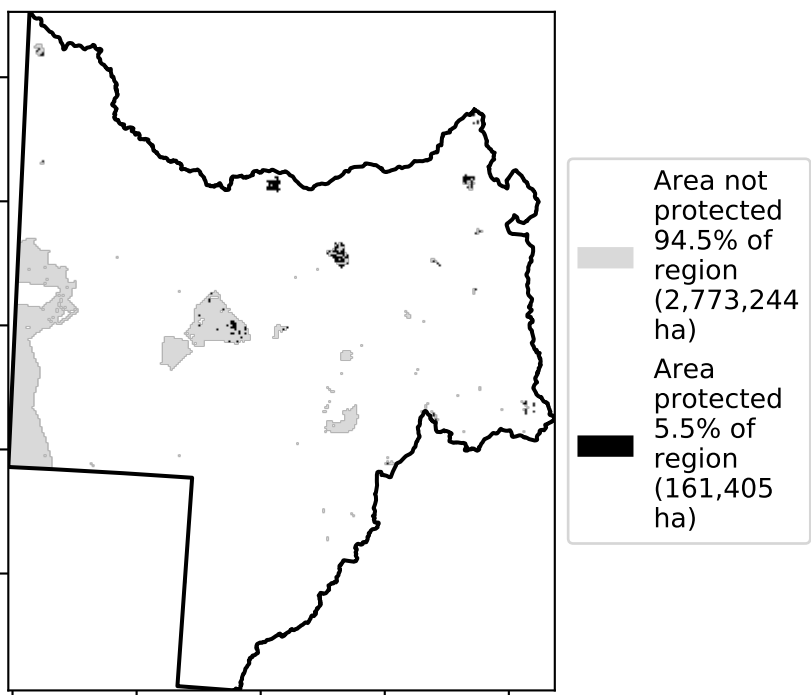 Area not
protected
94.5% of
region
(2,773,244
ha)
Area
protected
5.5% of
region
(161,405
ha)